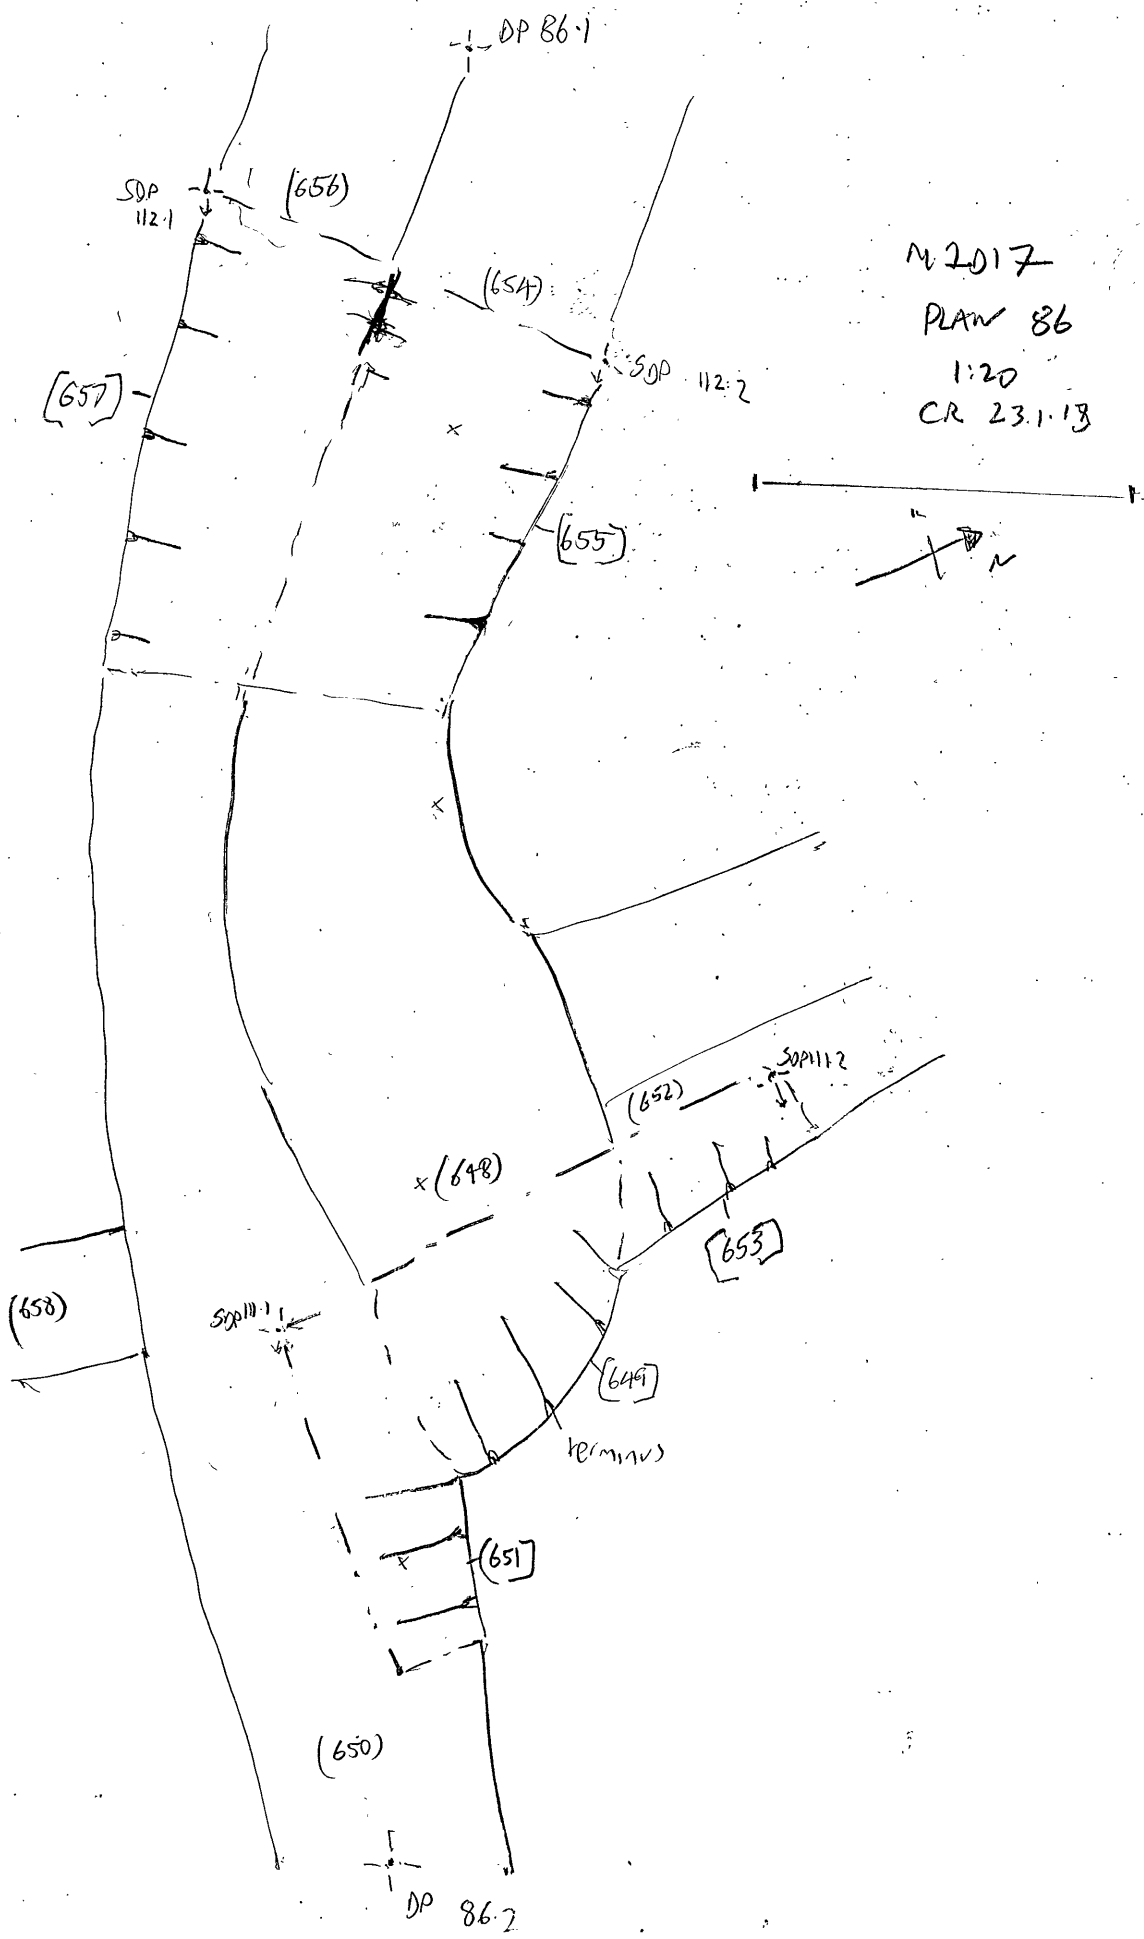 DP 86.1
SDP
112.1
(656)
(654)
SDP 112.2
PLAN 86
1:20
CR 23.1.18
N
[657]
[655]
SDP111.2
(652)
x (648)
[653]
(658)
SDP111.1
[649]
terminus
(651]
(650)
DP 86.2